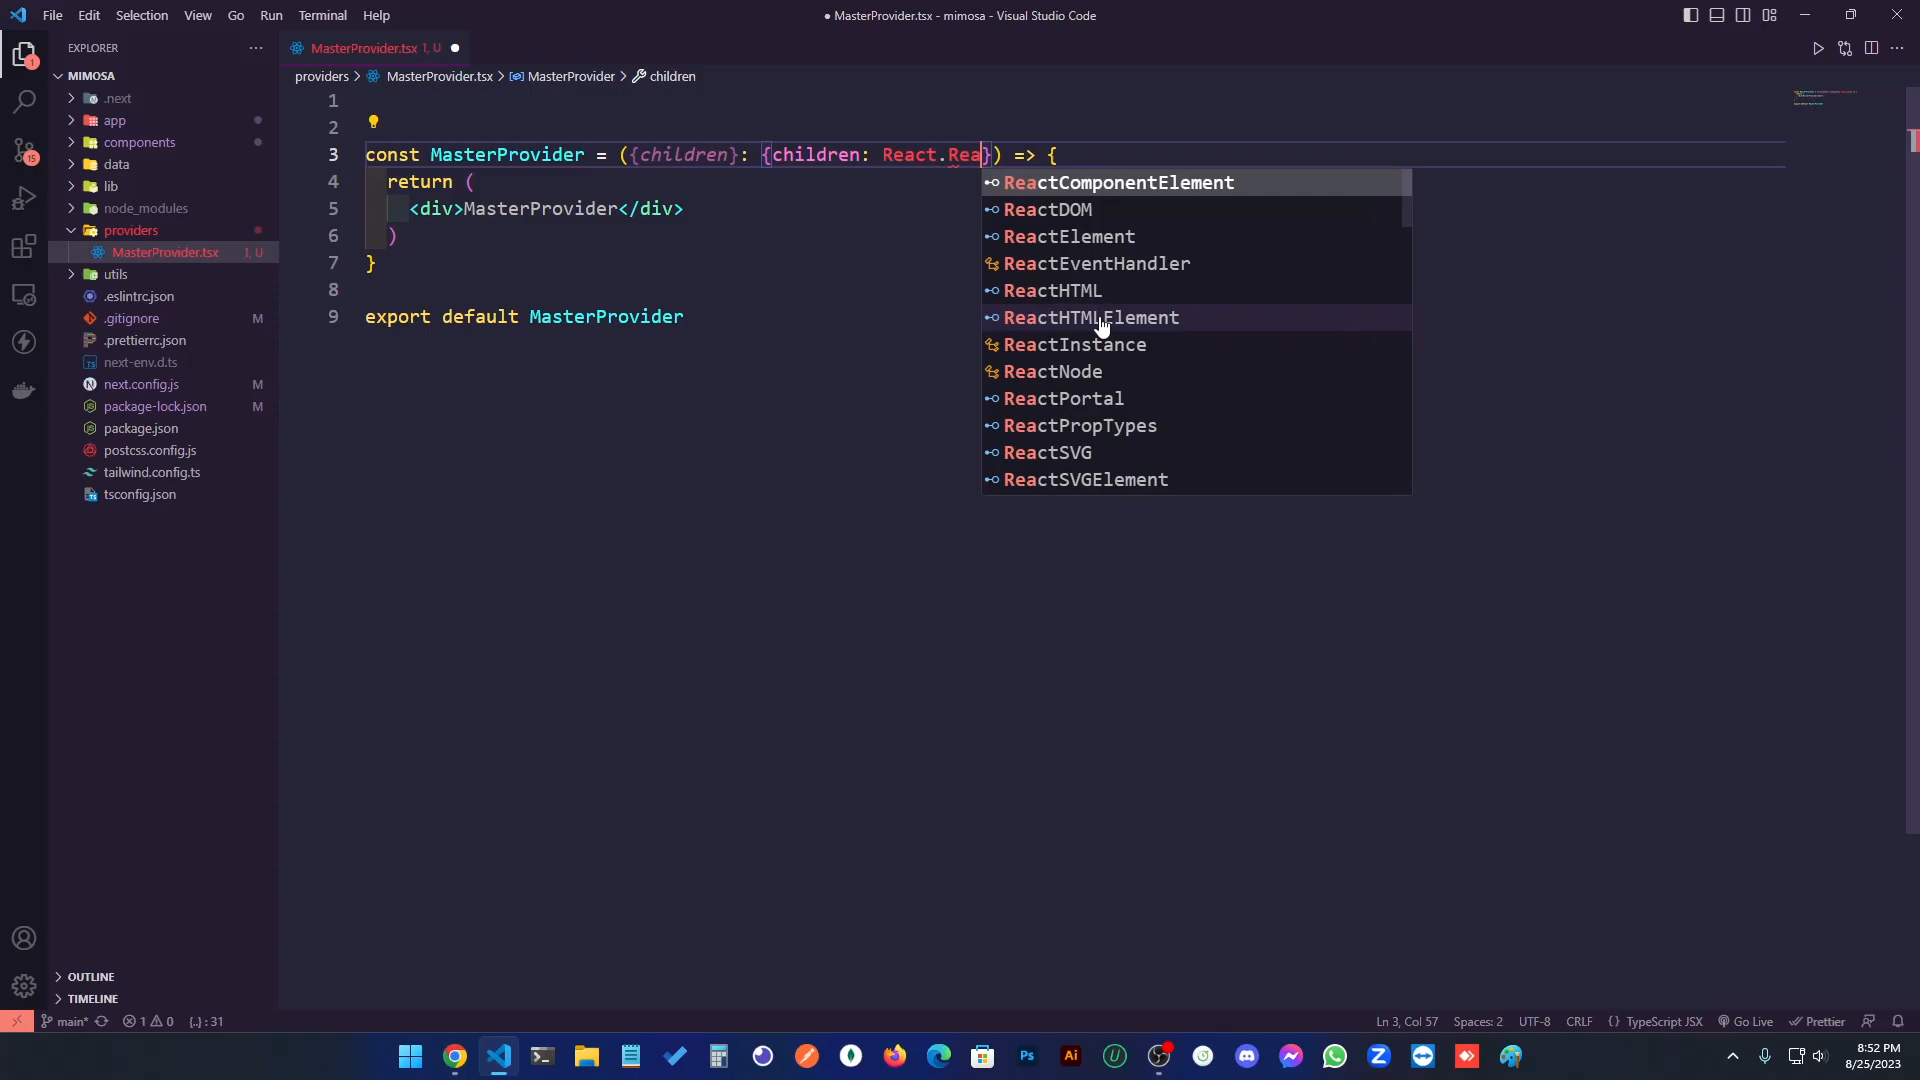 File Edit Selection View Go Run Terminal Help
● MasterProvider.tsx - mimosa - Visual Studio Code
EXPLORER
MasterProvider.tsx 1, U
MIMOSA
providers > MasterProvider.tsx > MasterProvider > children
.next
app
components
data
lib
node_modules
providers
MasterProvider.tsx 1, U
utils
.eslintrc.json
.gitignore M
.prettierrc.json
next-env.d.ts
next.config.js M
package-lock.json M
package.json
postcss.config.js
tailwind.config.ts
tsconfig.json
1
15
OUTLINE
TIMELINE
1
2
3 const MasterProvider = ({children}: {children: React.Rea}) => {
4 return (
5 <div>MasterProvider</div>
6 )
7 }
8
9 export default MasterProvider
ReactComponentElement
ReactDOM
ReactElement
ReactEventHandler
ReactHTML
ReactHTMLElement
ReactInstance
ReactNode
ReactPortal
ReactPropTypes
ReactSVG
ReactSVGElement
main* 1 0 {..} : 31
Ln 3, Col 57 Spaces: 2 UTF-8 CRLF {} TypeScript JSX Go Live Prettier
Ps Ai U Z
8:52 PM
8/25/2023